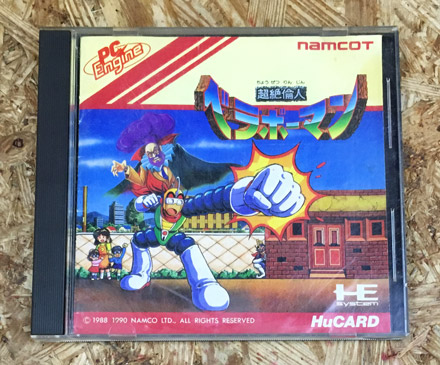 PC Engine
namcoT
ちょう ぜつ りん じん
超絶倫人
ベラボーマン
HE
system
© 1988 1990 NAMCO LTD., ALL RIGHTS RESERVED
HuCARD